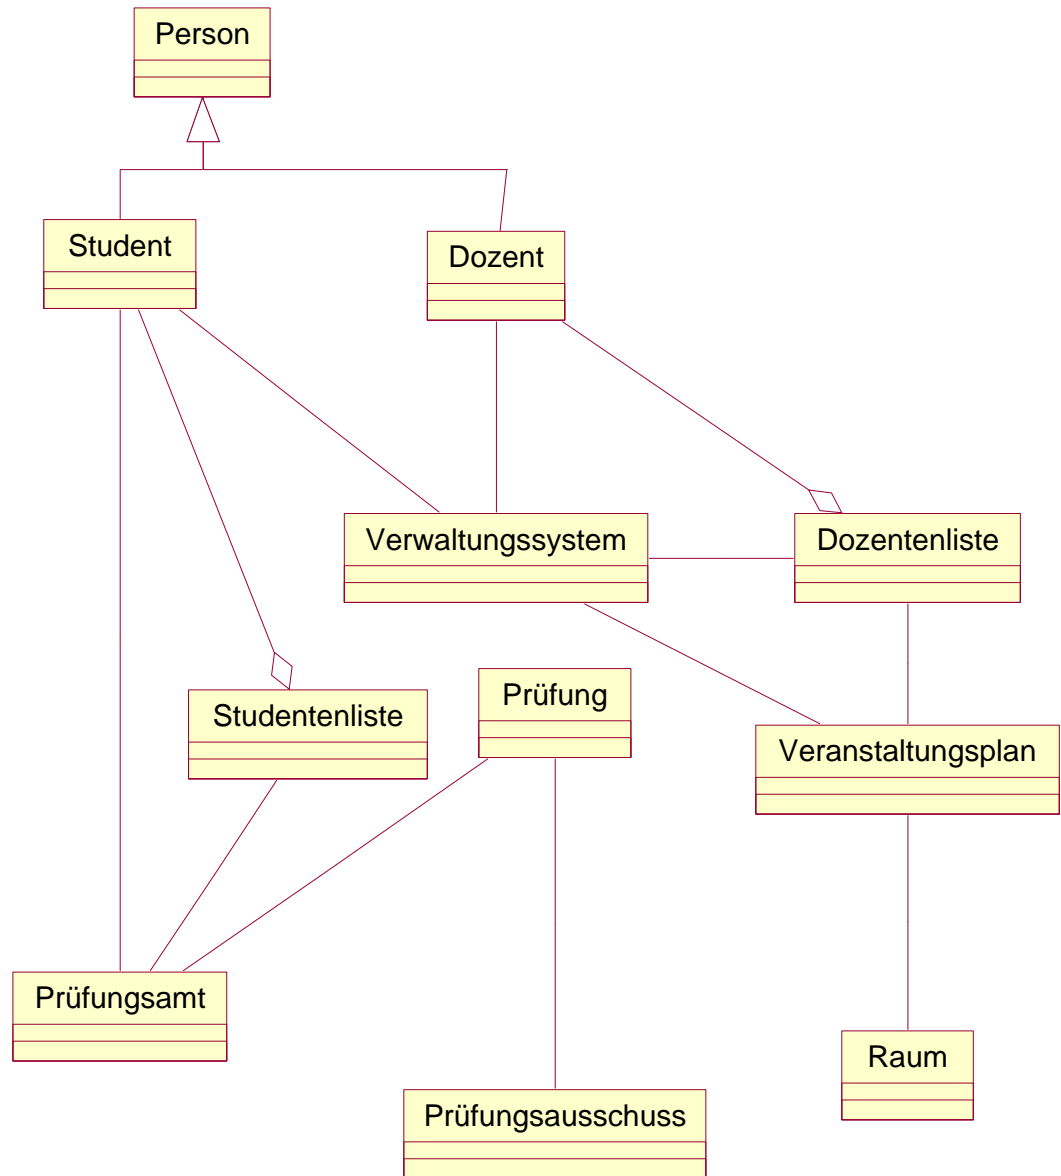 Person
Student
Dozent
Verwaltungssystem
Dozentenliste
Studentenliste
Prüfung
Veranstaltungsplan
Prüfungsamt
Raum
Prüfungsausschuss